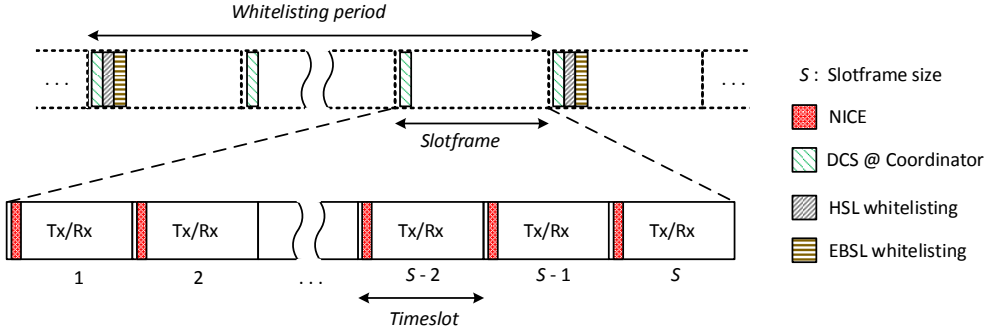 Whitelisting period
. . .
. . .
Slotframe
S : Slotframe size
NICE
DCS @ Coordinator
HSL whitelisting
EBSL whitelisting
Tx/Rx Tx/Rx Tx/Rx Tx/Rx Tx/Rx
1 2 . . . S - 2 S - 1 S
Timeslot